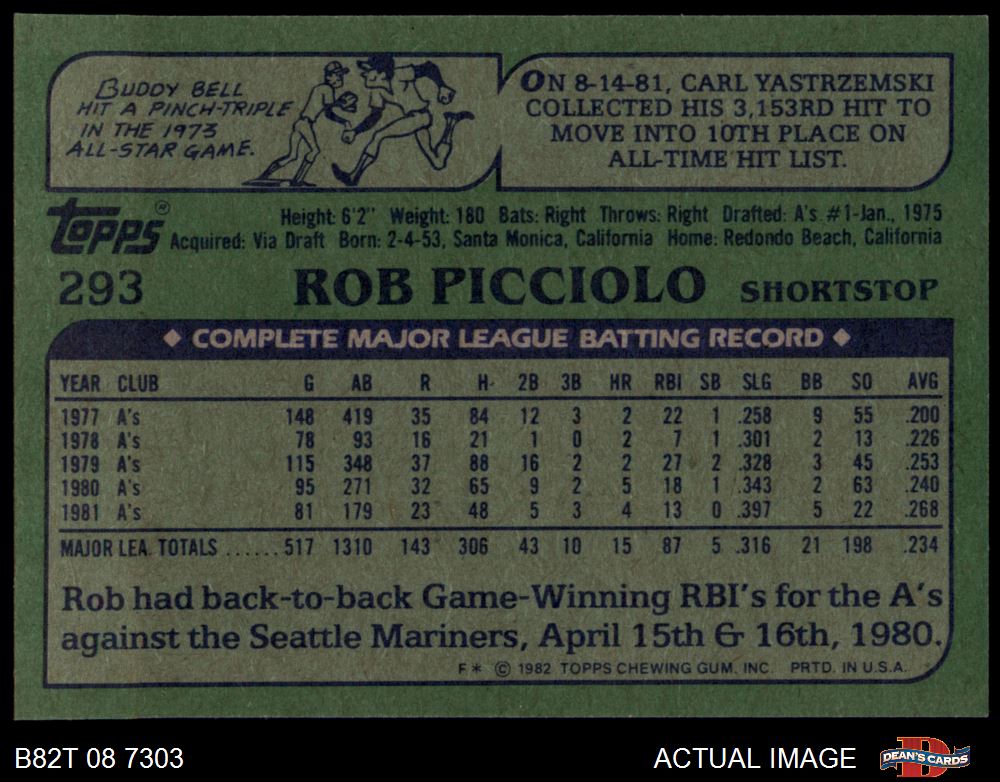 BUDDY BELL
HIT A PINCH-TRIPLE
IN THE 1973
ALL-STAR GAME.
ON 8-14-81, CARL YASTRZEMSKI
COLLECTED HIS 3,153RD HIT TO
MOVE INTO 10TH PLACE ON
ALL-TIME HIT LIST.
Topps®
Height: 6'2" Weight: 180 Bats: Right Throws: Right Drafted: A's #1-Jan., 1975
Acquired: Via Draft Born: 2-4-53, Santa Monica, California Home: Redondo Beach, California
293 ROB PICCIOLO SHORTSTOP
◆ COMPLETE MAJOR LEAGUE BATTING RECORD ◆
YEAR CLUB G AB R H 2B 3B HR RBI SB SLG BB SO AVG
1977 A's 148 419 35 84 12 3 2 22 1 .258 9 55 .200
1978 A's 78 93 16 21 1 0 2 7 1 .301 2 13 .226
1979 A's 115 348 37 88 16 2 2 27 2 .328 3 45 .253
1980 A's 95 271 32 65 9 2 5 18 1 .343 2 63 .240
1981 A's 81 179 23 48 5 3 4 13 0 .397 5 22 .268
MAJOR LEA. TOTALS ...... 517 1310 143 306 43 10 15 87 5 .316 21 198 .234
Rob had back-to-back Game-Winning RBI's for the A's
against the Seattle Mariners, April 15th & 16th, 1980.
F* © 1982 TOPPS CHEWING GUM, INC. PRTD. IN U.S.A.
B82T 08 7303 ACTUAL IMAGE DEAN'S CARDS